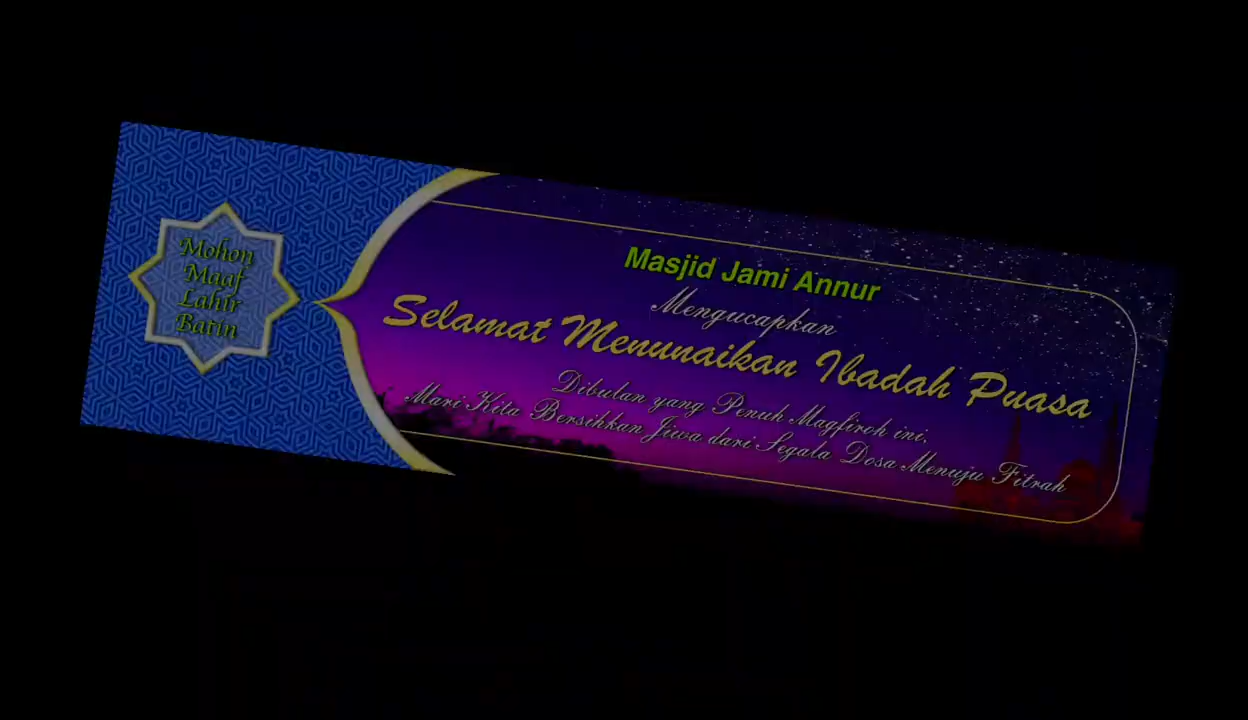 Mohon
Maaf
Lahir
Batin
Masjid Jami Annur
Mengucapkan
Selamat Menunaikan Ibadah Puasa
Dibulan yang Penuh Magfiroh ini,
Mari Kita Bersihkan Jiwa dari Segala Dosa Menuju Fitrah